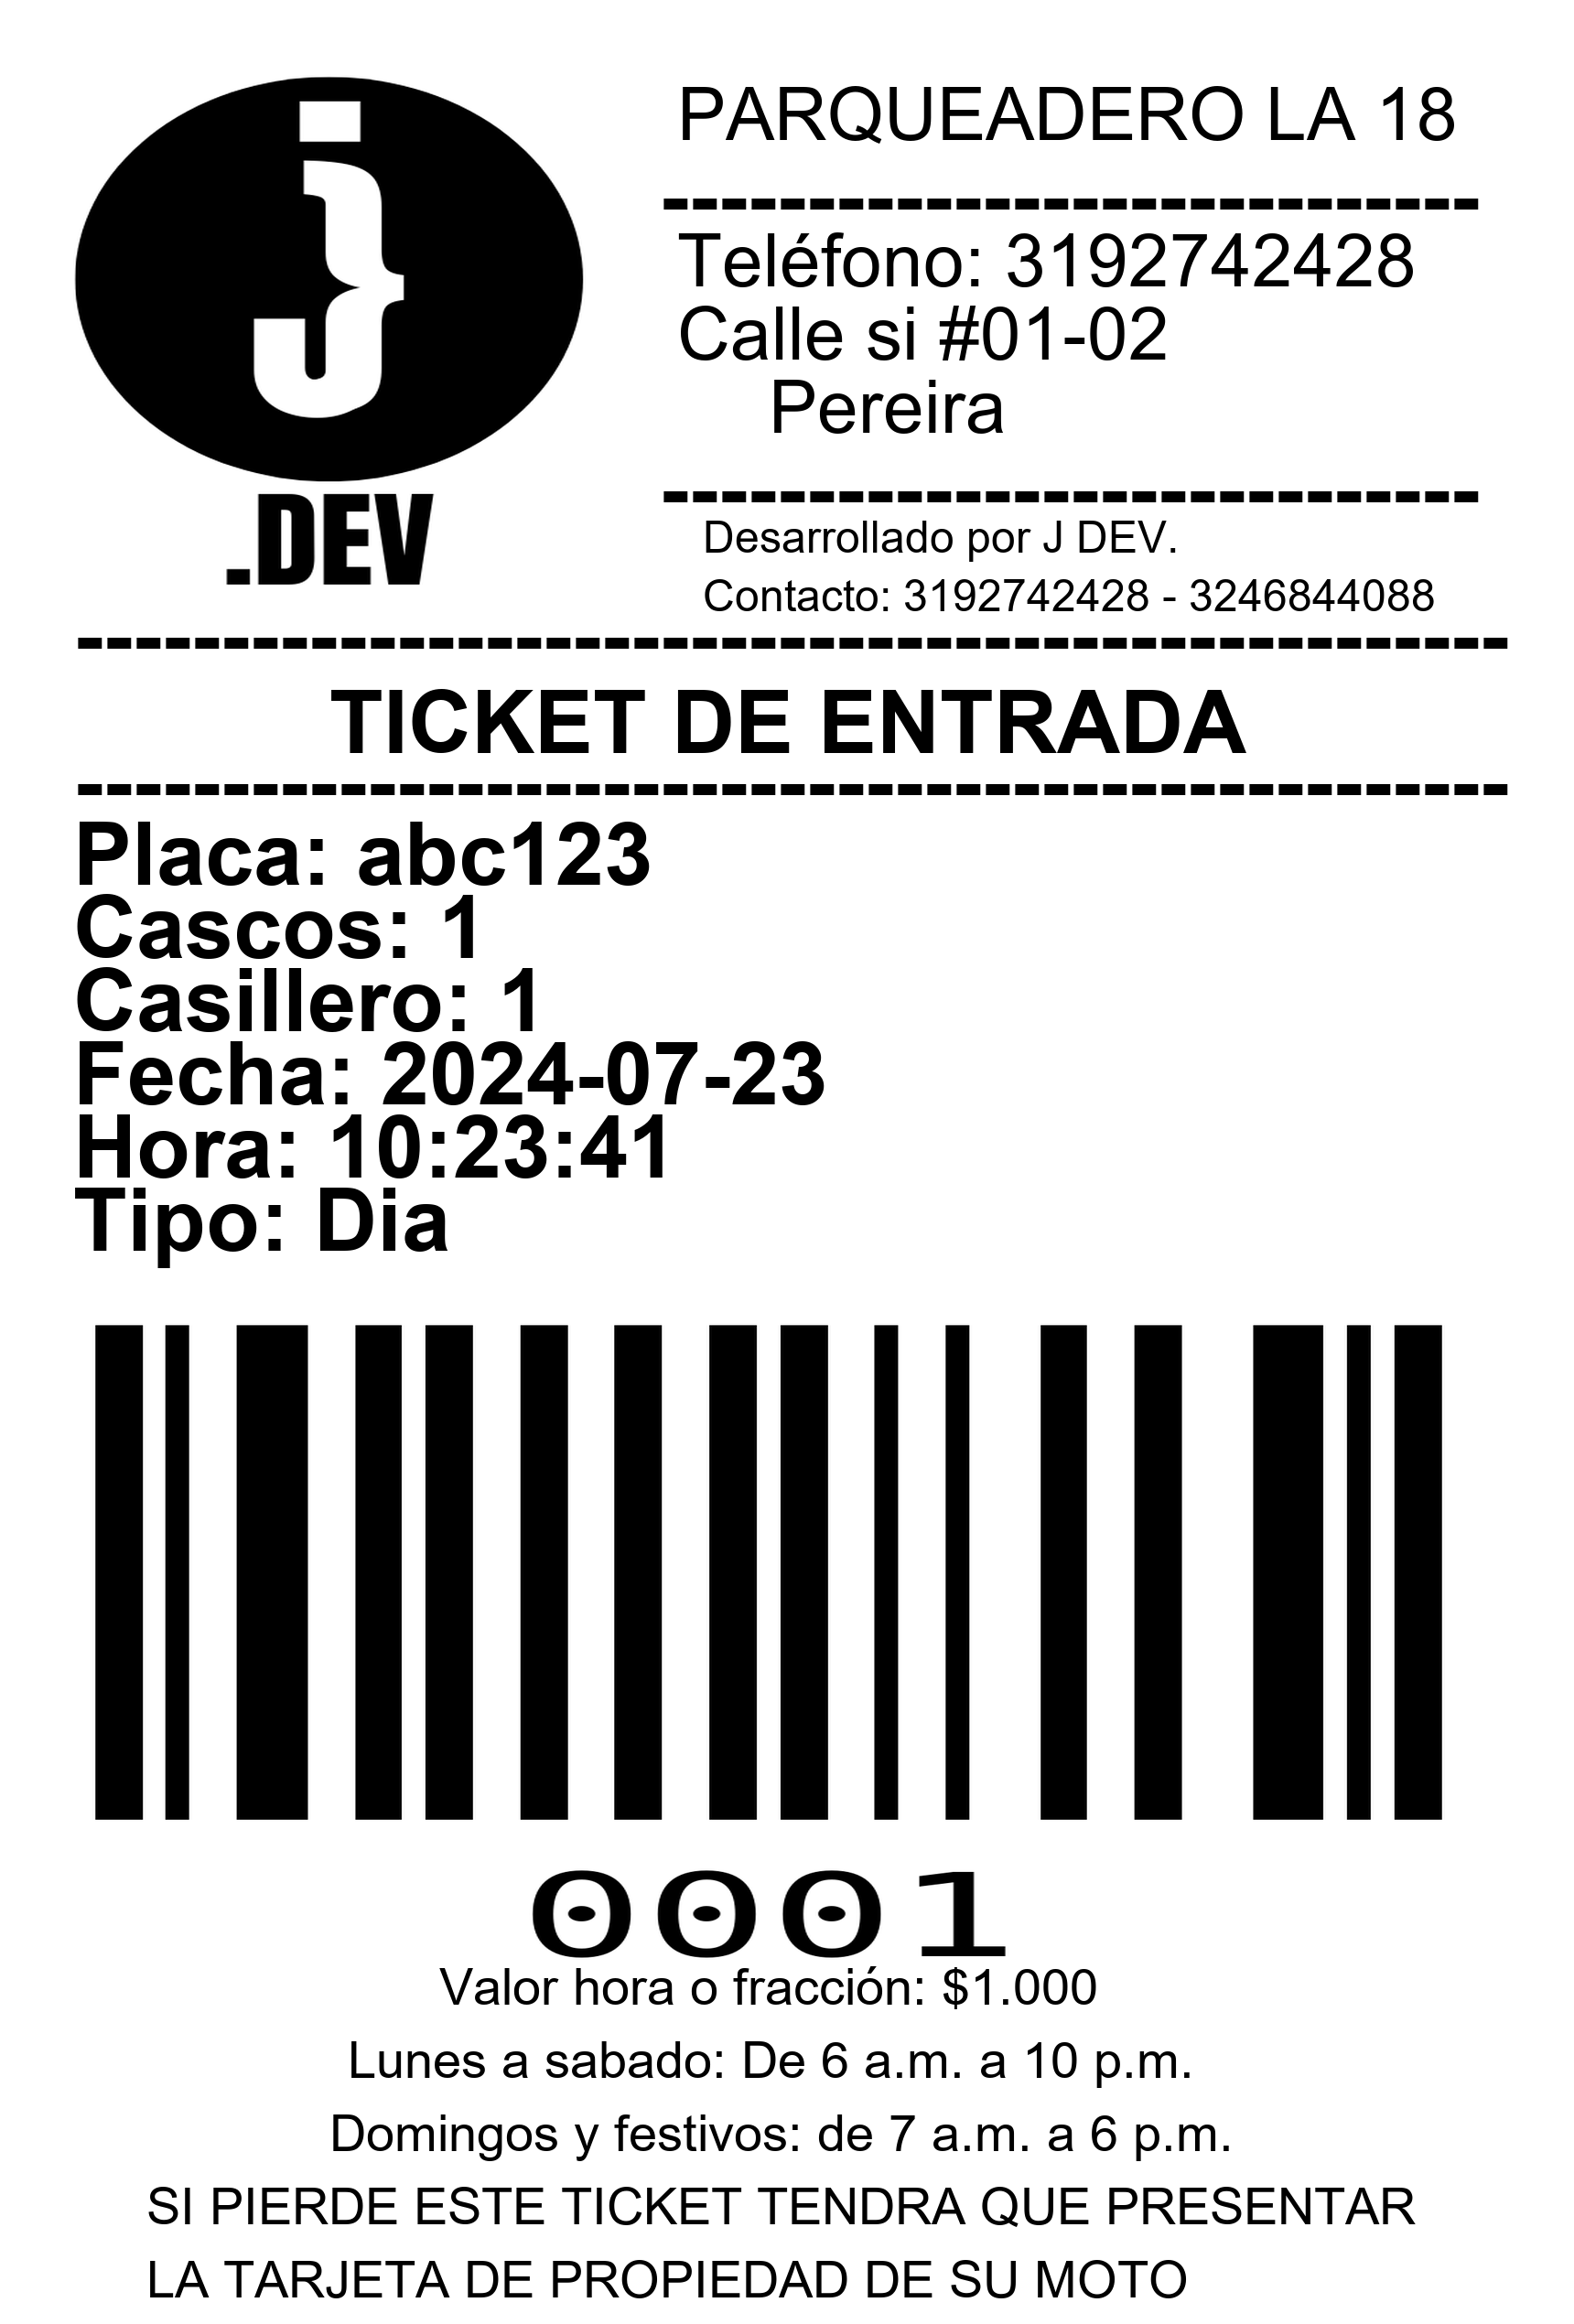 j
.DEV
PARQUEADERO LA 18
----------------------------
Teléfono: 3192742428
Calle si #01-02
Pereira
----------------------------
Desarrollado por J DEV.
Contacto: 3192742428 - 3246844088
-------------------------------------------------
TICKET DE ENTRADA
-------------------------------------------------
Placa: abc123
Cascos: 1
Casillero: 1
Fecha: 2024-07-23
Hora: 10:23:41
Tipo: Dia
0001
Valor hora o fracción: $1.000
Lunes a sabado: De 6 a.m. a 10 p.m.
Domingos y festivos: de 7 a.m. a 6 p.m.
SI PIERDE ESTE TICKET TENDRA QUE PRESENTAR
LA TARJETA DE PROPIEDAD DE SU MOTO